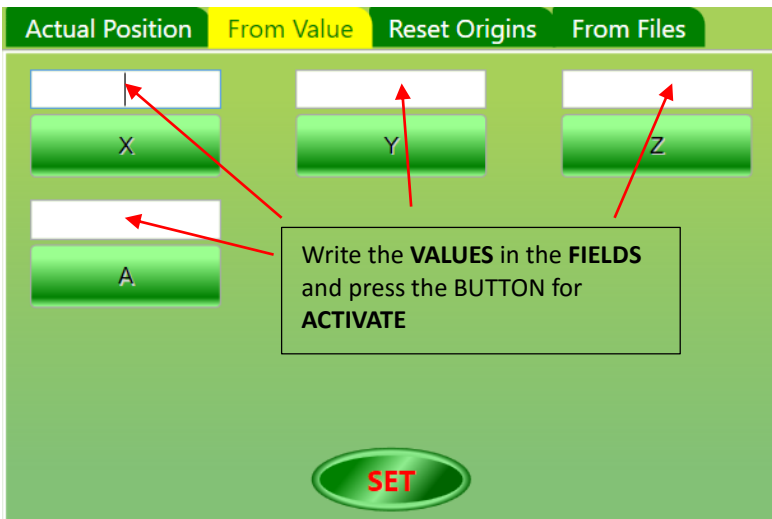 Actual Position From Value Reset Origins From Files
X Y Z
A
Write the VALUES in the FIELDS
and press the BUTTON for
ACTIVATE
SET